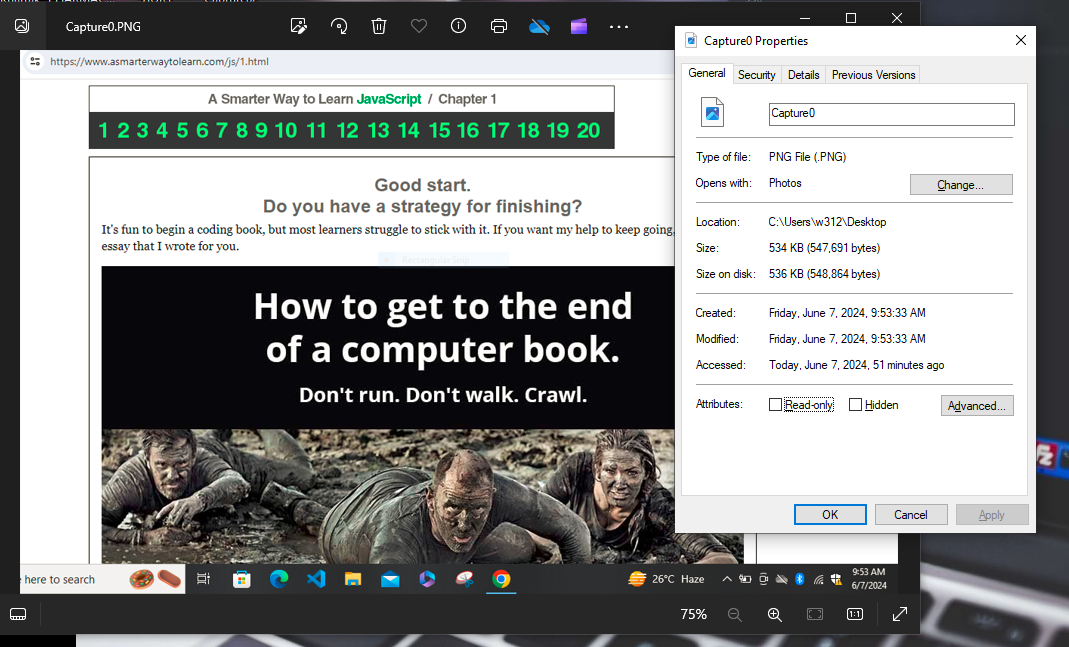 Capture0.PNG
https://www.asmarterwaytolearn.com/js/1.html
A Smarter Way to Learn JavaScript / Chapter 1
1 2 3 4 5 6 7 8 9 10 11 12 13 14 15 16 17 18 19 20
Good start.
Do you have a strategy for finishing?
It's fun to begin a coding book, but most learners struggle to stick with it. If you want my help to keep going,
essay that I wrote for you.
Rectangular Snip
How to get to the end
of a computer book.
Don't run. Don't walk. Crawl.
here to search
26°C Haze
9:53 AM
6/7/2024
75%
1:1
Capture0 Properties
General Security Details Previous Versions
Capture0
Type of file: PNG File (.PNG)
Opens with: Photos Change...
Location: C:\Users\w312\Desktop
Size: 534 KB (547,691 bytes)
Size on disk: 536 KB (548,864 bytes)
Created: Friday, June 7, 2024, 9:53:33 AM
Modified: Friday, June 7, 2024, 9:53:33 AM
Accessed: Today, June 7, 2024, 51 minutes ago
Attributes: Read-only Hidden Advanced...
OK Cancel Apply